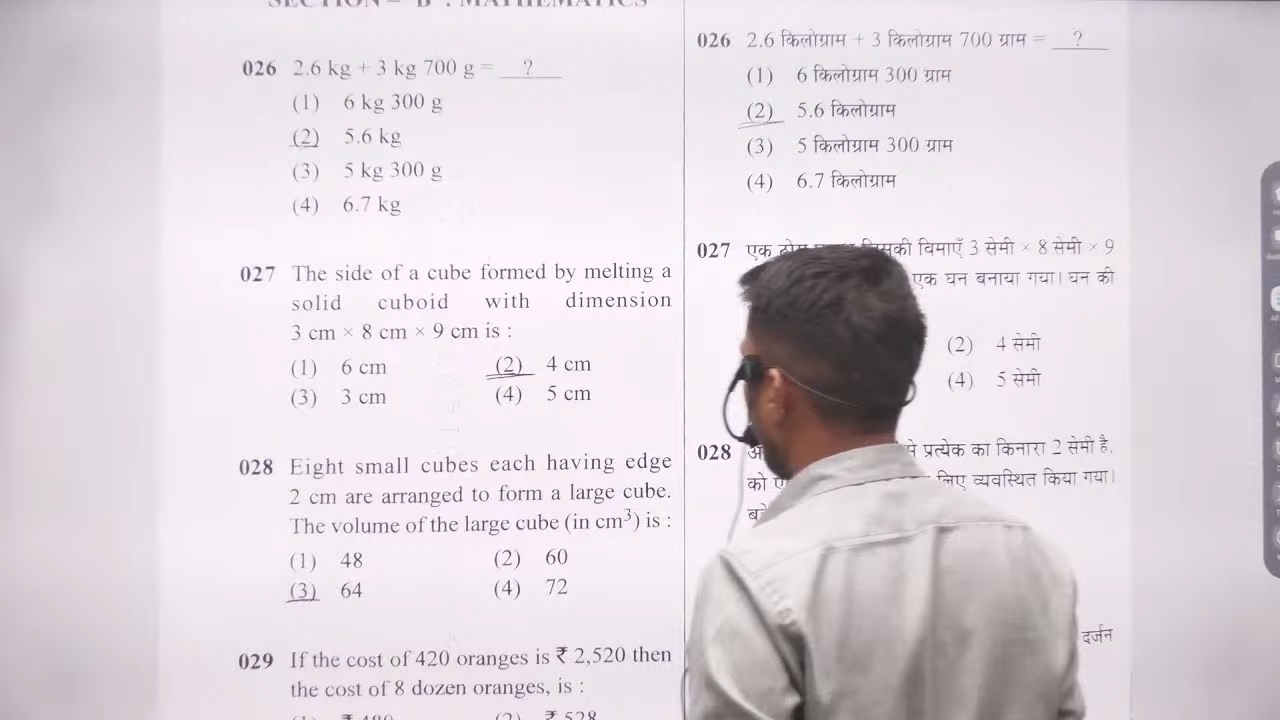 SECTION – 'B' : MATHEMATICS
026 2.6 kg + 3 kg 700 g = ?
(1) 6 kg 300 g
(2) 5.6 kg
(3) 5 kg 300 g
(4) 6.7 kg
027 The side of a cube formed by melting a
solid cuboid with dimension
3 cm × 8 cm × 9 cm is :
(1) 6 cm (2) 4 cm
(3) 3 cm (4) 5 cm
028 Eight small cubes each having edge
2 cm are arranged to form a large cube.
The volume of the large cube (in cm³) is :
(1) 48 (2) 60
(3) 64 (4) 72
029 If the cost of 420 oranges is ₹ 2,520 then
the cost of 8 dozen oranges, is :
(2) ₹ 528
026 2.6 किलोग्राम + 3 किलोग्राम 700 ग्राम = ?
(1) 6 किलोग्राम 300 ग्राम
(2) 5.6 किलोग्राम
(3) 5 किलोग्राम 300 ग्राम
(4) 6.7 किलोग्राम
027 एक विमाएँ 3 सेमी × 8 सेमी × 9
एक घन बनाया गया। घन की
(2) 4 सेमी
(4) 5 सेमी
028 प्रत्येक का किनारा 2 सेमी है,
को लिए व्यवस्थित किया गया।
दर्जन